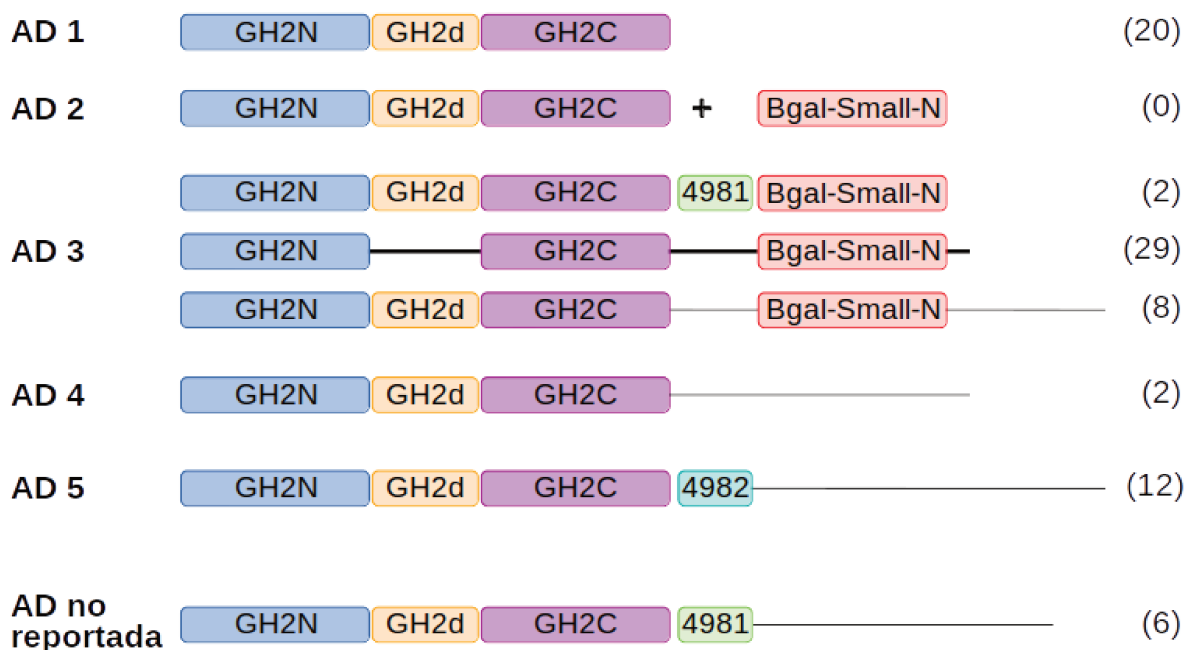 AD 1 GH2N GH2d GH2C (20)
AD 2 GH2N GH2d GH2C + Bgal-Small-N (0)
GH2N GH2d GH2C 4981 Bgal-Small-N (2)
AD 3 GH2N GH2C Bgal-Small-N (29)
GH2N GH2d GH2C Bgal-Small-N (8)
AD 4 GH2N GH2d GH2C (2)
AD 5 GH2N GH2d GH2C 4982 (12)
AD no
reportada GH2N GH2d GH2C 4981 (6)